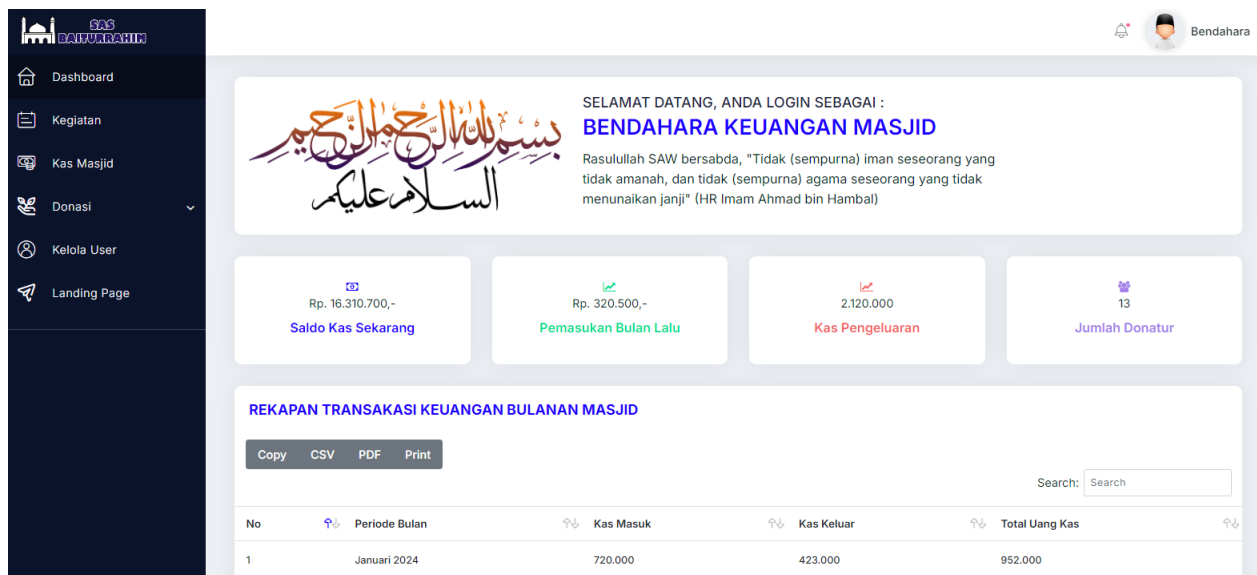 SAS
BAITURRAHIM
Bendahara
Dashboard
Kegiatan
Kas Masjid
Donasi
Kelola User
Landing Page
بسم الله الرحمن الرحيم
السلام عليكم
SELAMAT DATANG, ANDA LOGIN SEBAGAI :
BENDAHARA KEUANGAN MASJID
Rasulullah SAW bersabda, "Tidak (sempurna) iman seseorang yang
tidak amanah, dan tidak (sempurna) agama seseorang yang tidak
menunaikan janji" (HR Imam Ahmad bin Hambal)
Rp. 16.310.700,-
Saldo Kas Sekarang
Rp. 320.500,-
Pemasukan Bulan Lalu
2.120.000
Kas Pengeluaran
13
Jumlah Donatur
REKAPAN TRANSAKASI KEUANGAN BULANAN MASJID
Copy CSV PDF Print
Search: Search
No Periode Bulan Kas Masuk Kas Keluar Total Uang Kas
1 Januari 2024 720.000 423.000 952.000